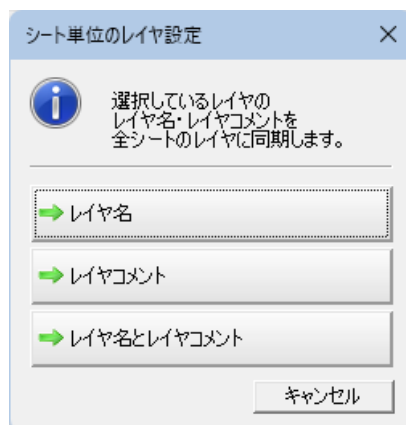 シート単位のレイヤ設定
選択しているレイヤの
レイヤ名・レイヤコメントを
全シートのレイヤに同期します。
レイヤ名
レイヤコメント
レイヤ名とレイヤコメント
キャンセル